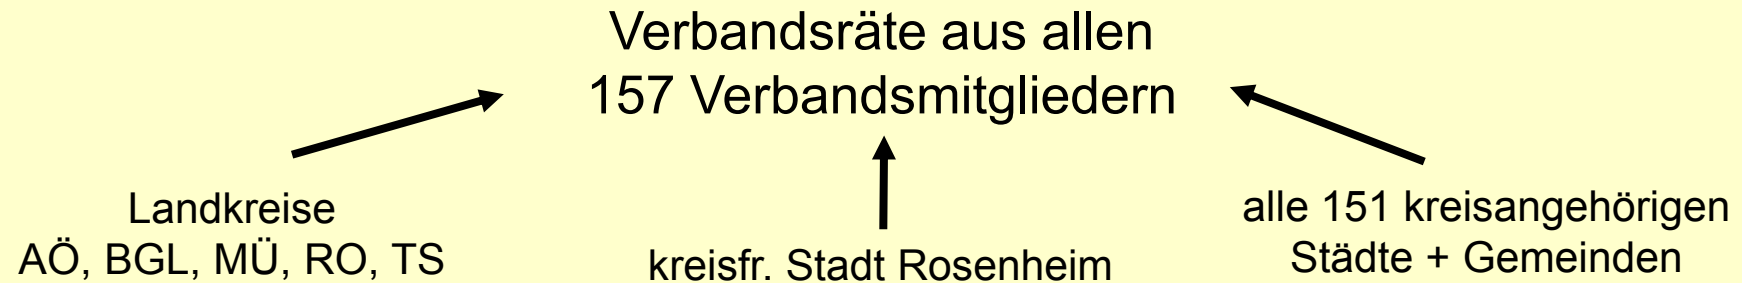 Verbandsräte aus allen
157 Verbandsmitgliedern
Landkreise
AÖ, BGL, MÜ, RO, TS
kreisfr. Stadt Rosenheim
alle 151 kreisangehörigen
Städte + Gemeinden